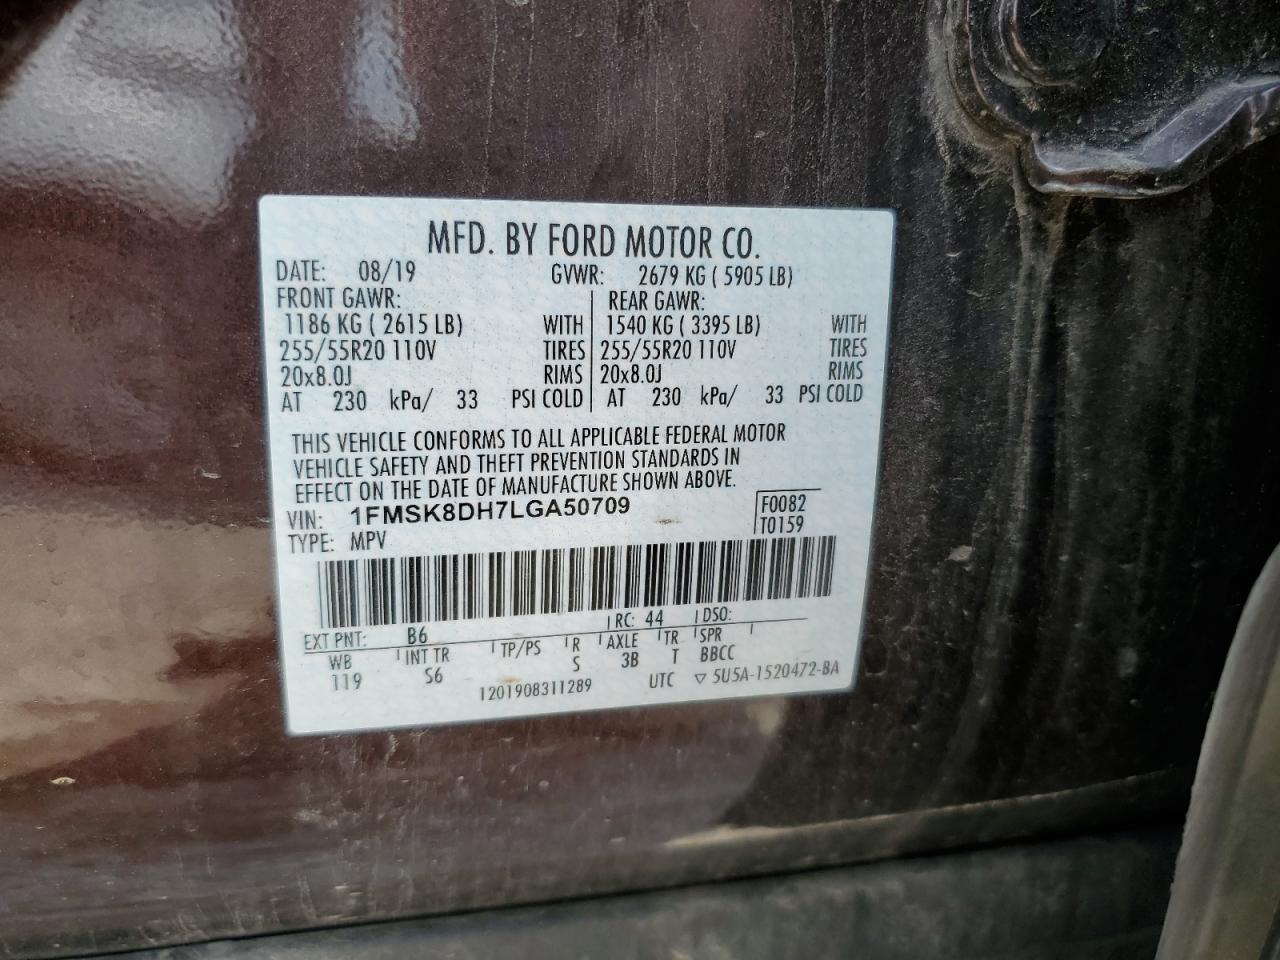 MFD. BY FORD MOTOR CO.
DATE: 08/19 GVWR: 2679 KG ( 5905 LB)
FRONT GAWR: REAR GAWR:
1186 KG ( 2615 LB) WITH 1540 KG ( 3395 LB) WITH
255/55R20 110V TIRES 255/55R20 110V TIRES
20x8.0J RIMS 20x8.0J RIMS
AT 230 kPa/ 33 PSI COLD AT 230 kPa/ 33 PSI COLD
THIS VEHICLE CONFORMS TO ALL APPLICABLE FEDERAL MOTOR
VEHICLE SAFETY AND THEFT PREVENTION STANDARDS IN
EFFECT ON THE DATE OF MANUFACTURE SHOWN ABOVE.
VIN: 1FMSK8DH7LGA50709 F0082
TYPE: MPV T0159
EXT PNT: B6 RC: 44 DSO:
WB INT TR TP/PS R AXLE TR SPR
119 S6 S 3B T BBCC
1201908311289 UTC ▽ 5U5A-1520472-BA